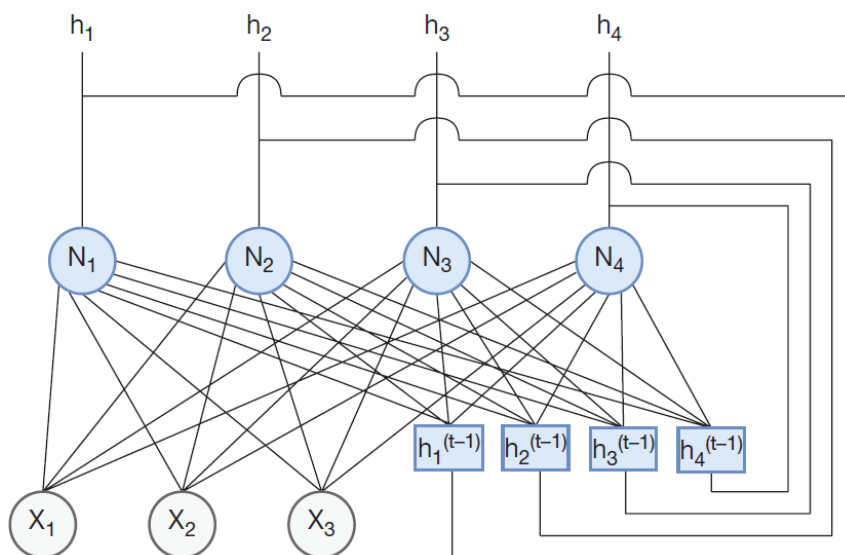 h₁ h₂ h₃ h₄
N₁ N₂ N₃ N₄
h₁⁽ᵗ⁻¹⁾ h₂⁽ᵗ⁻¹⁾ h₃⁽ᵗ⁻¹⁾ h₄⁽ᵗ⁻¹⁾
X₁ X₂ X₃